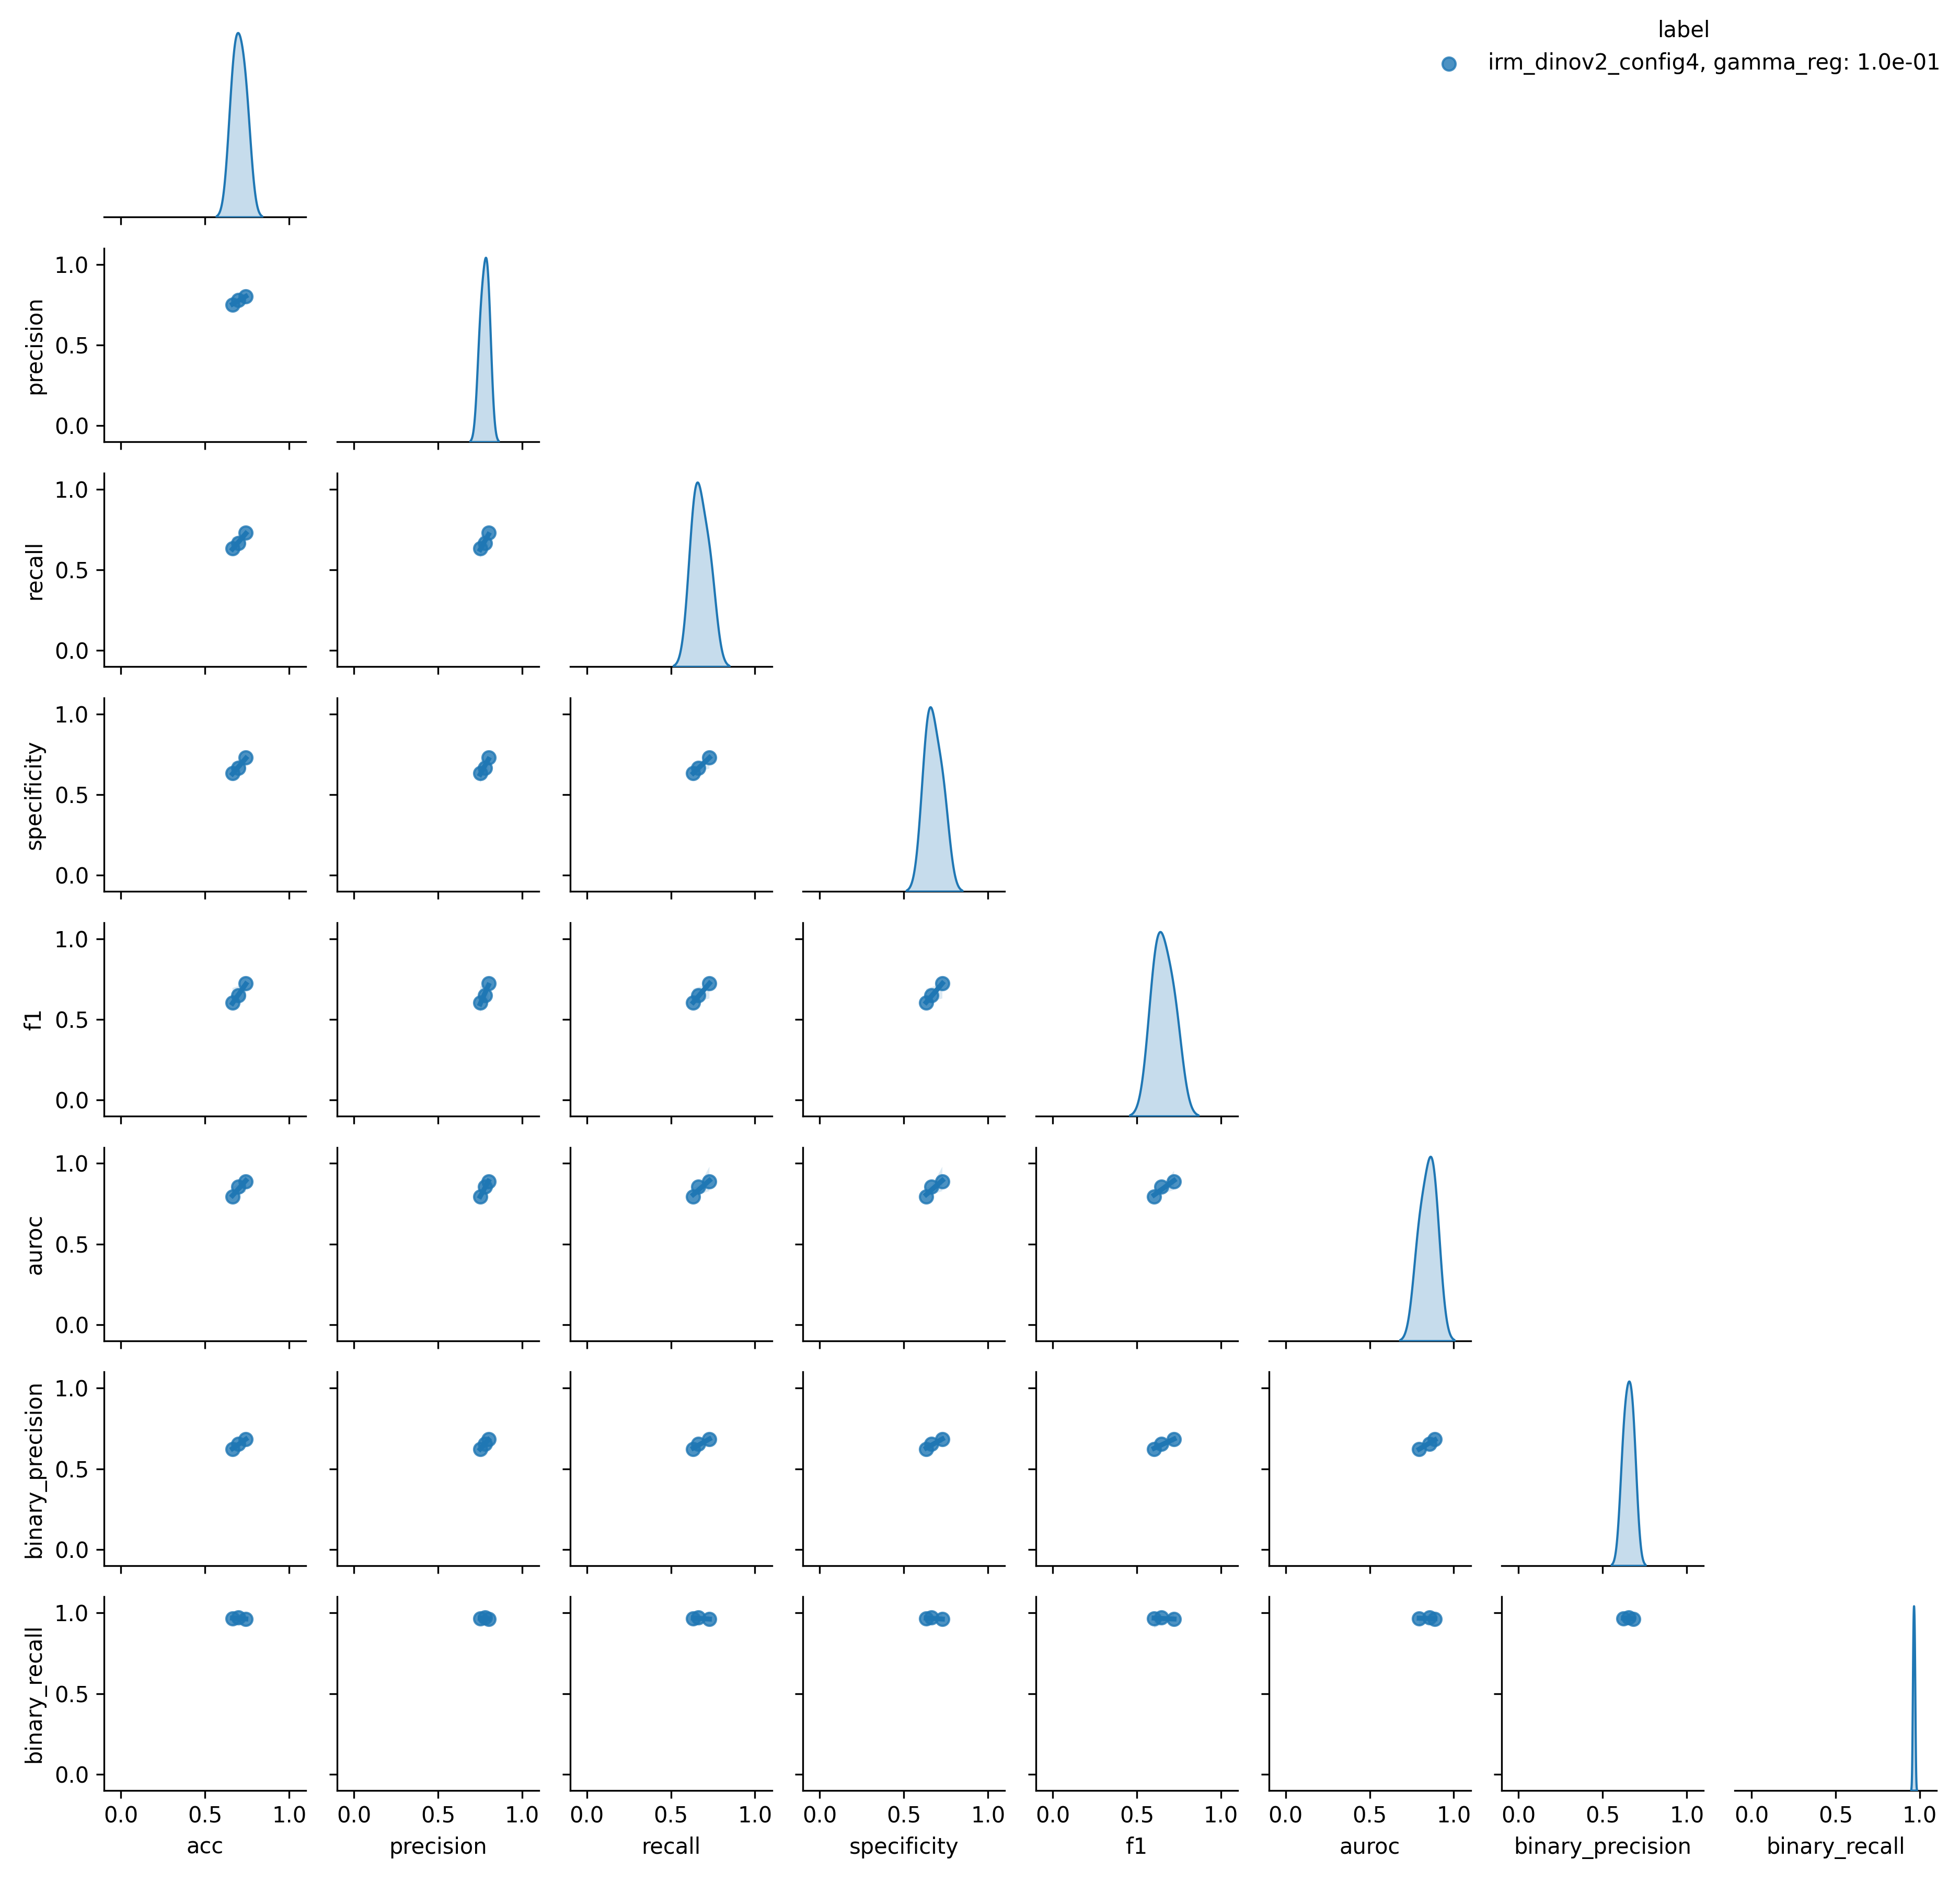 label
irm_dinov2_config4, gamma_reg: 1.0e-01
1.0
precision
0.5
0.0
1.0
recall
0.5
0.0
1.0
specificity
0.5
0.0
1.0
f1
0.5
0.0
1.0
auroc
0.5
0.0
1.0
binary_precision
0.5
0.0
1.0
binary_recall
0.5
0.0
0.0 0.5 1.0 0.0 0.5 1.0 0.0 0.5 1.0 0.0 0.5 1.0 0.0 0.5 1.0 0.0 0.5 1.0 0.0 0.5 1.0 0.0 0.5 1.0
acc precision recall specificity f1 auroc binary_precision binary_recall